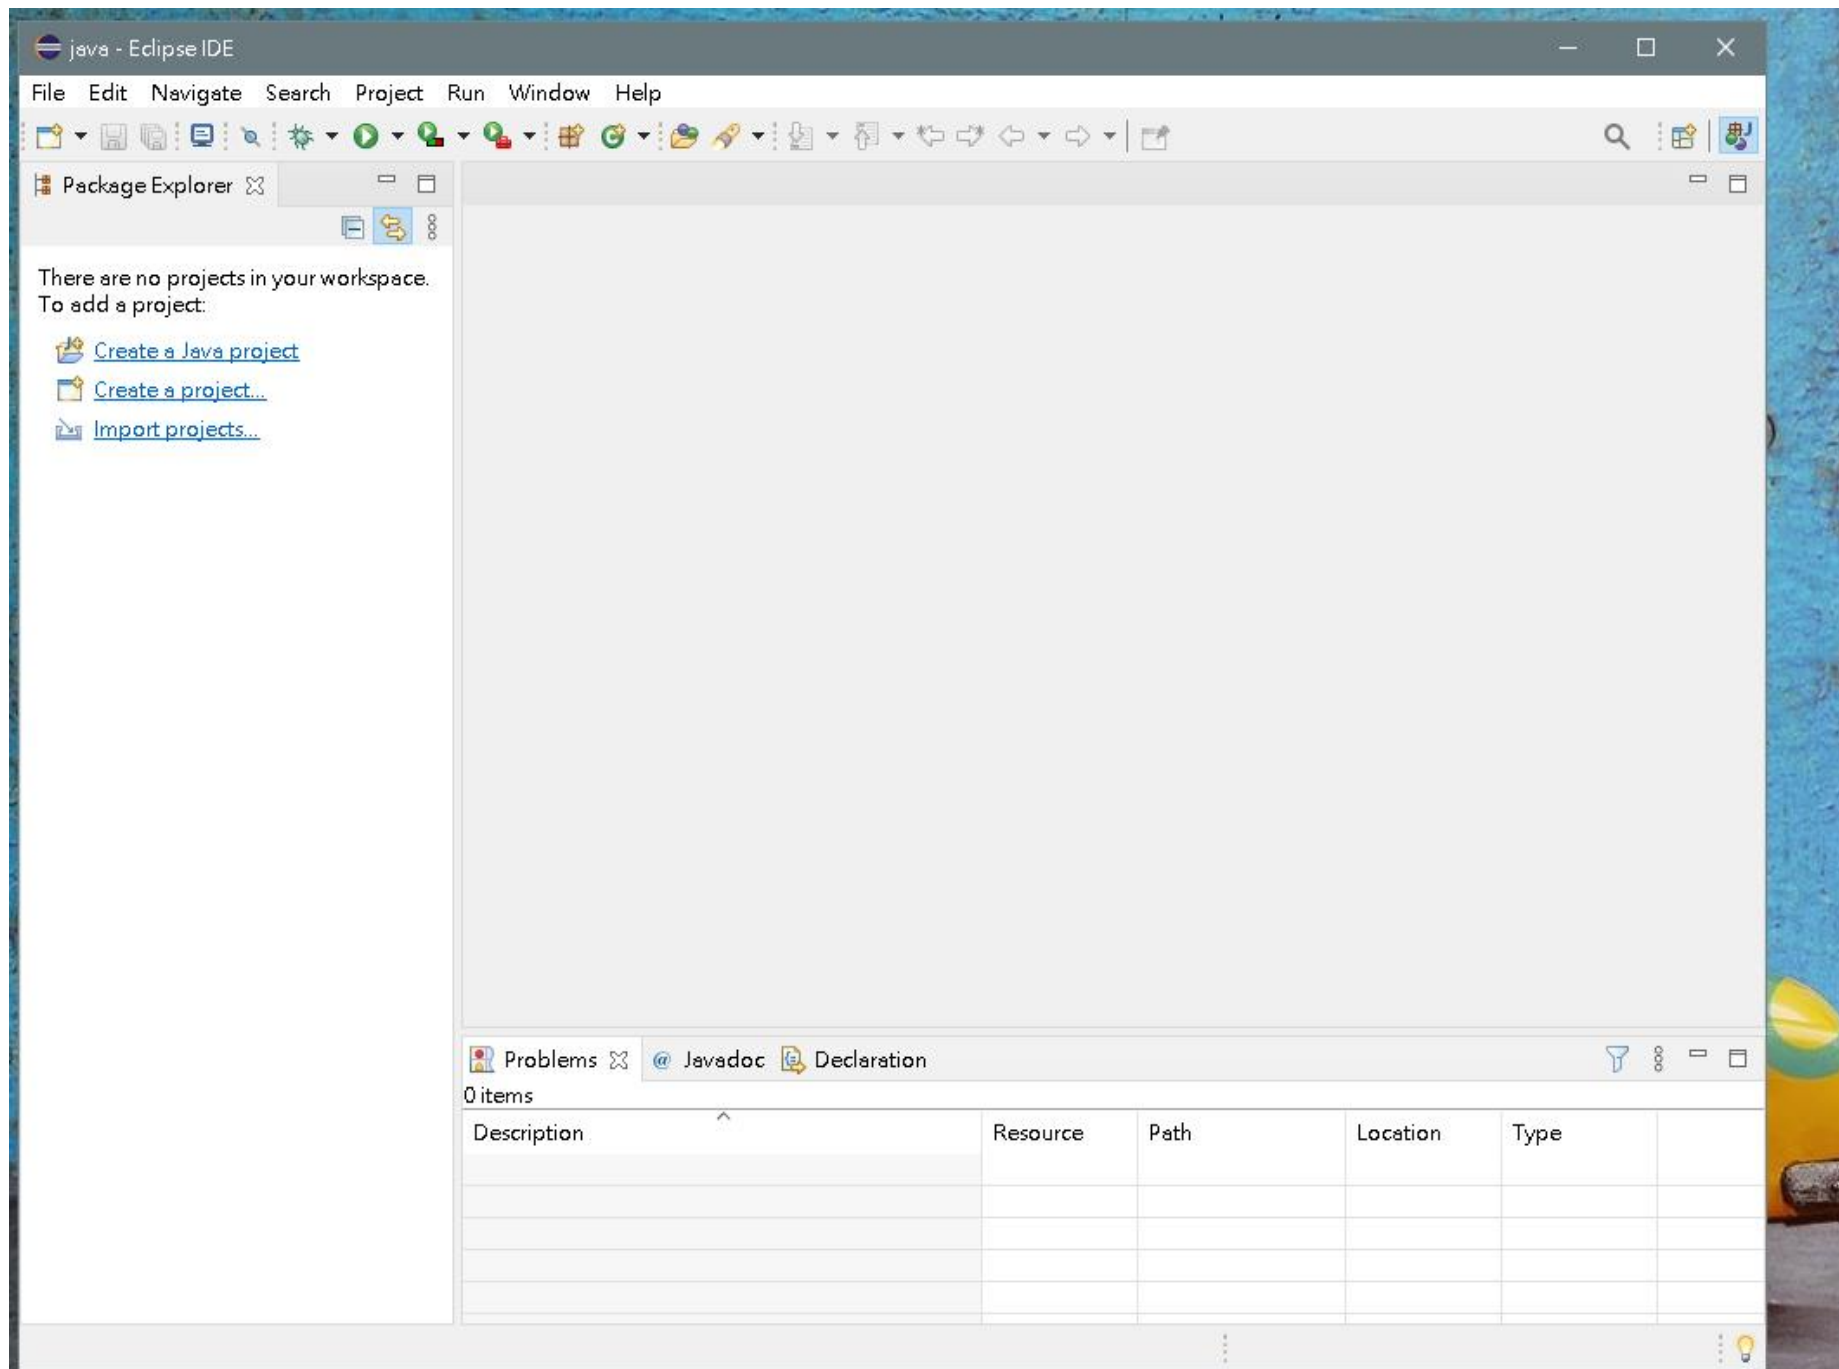 java - Eclipse IDE
File Edit Navigate Search Project Run Window Help
Package Explorer
There are no projects in your workspace.
To add a project:
Create a Java project
Create a project...
Import projects...
Problems @ Javadoc Declaration
0 items
Description Resource Path Location Type